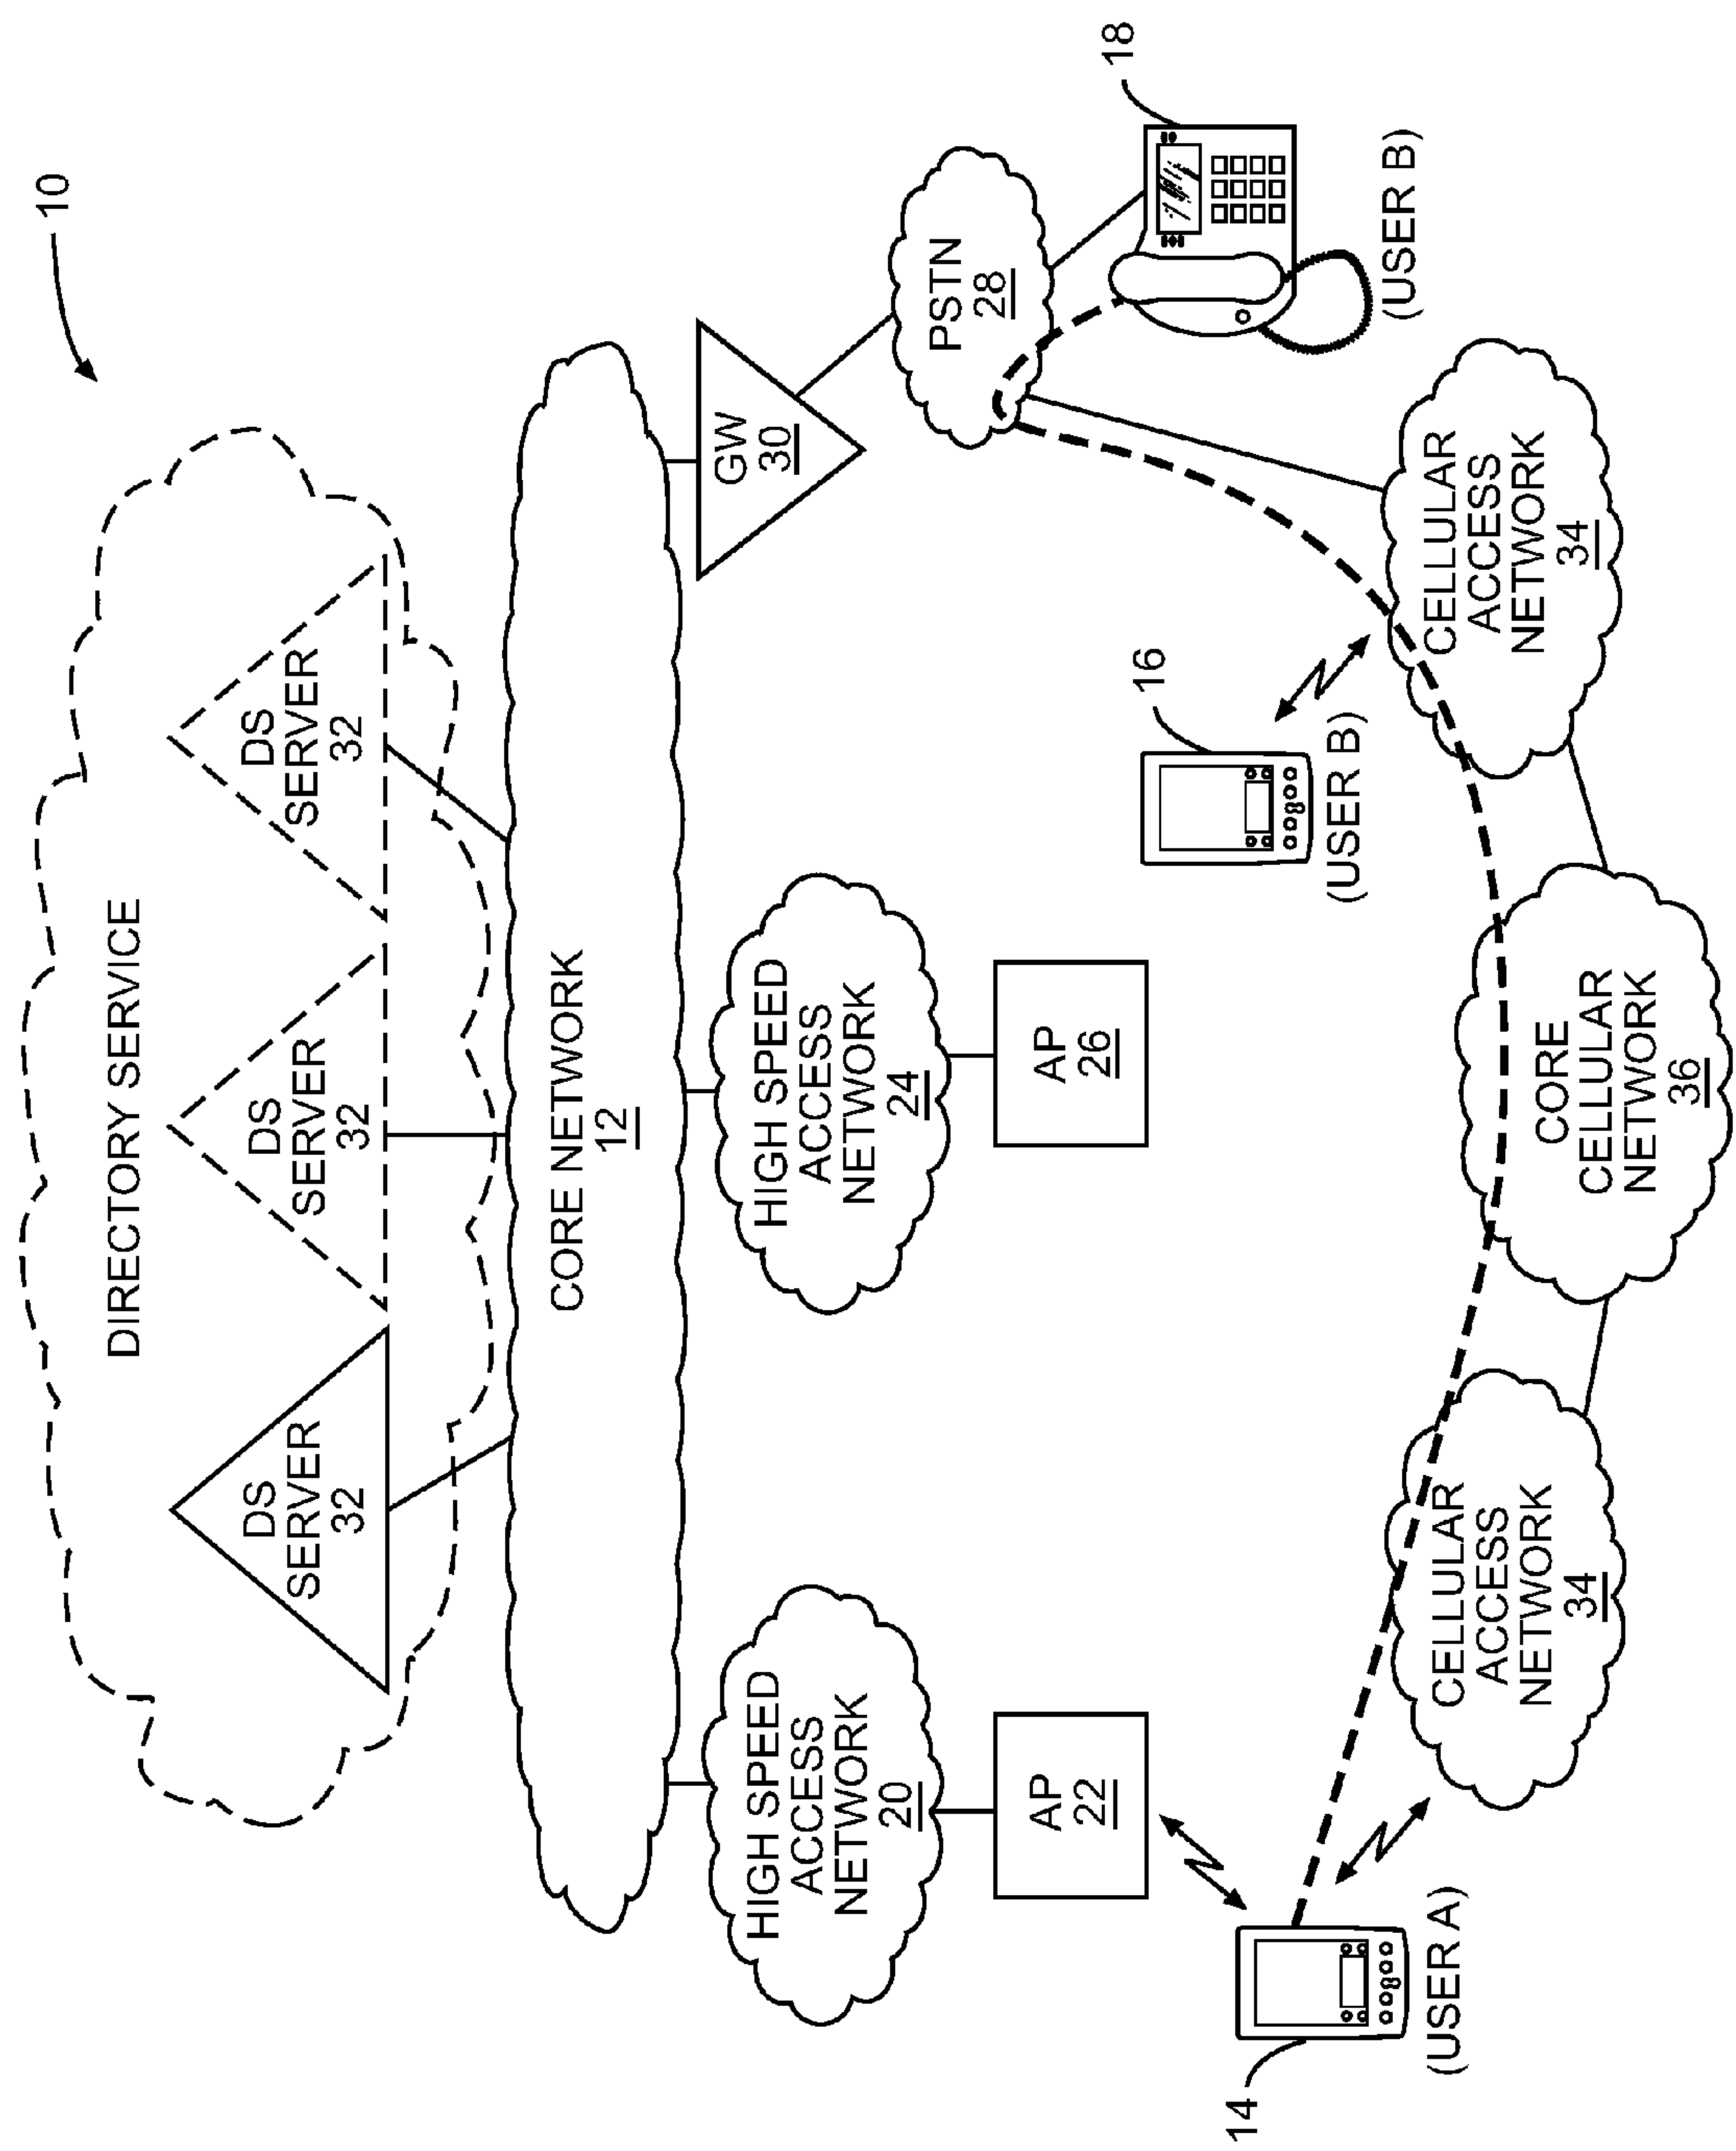 10
DIRECTORY SERVICE
DS
SERVER
32
DS
SERVER
32
DS
SERVER
32
CORE NETWORK
12
HIGH SPEED
ACCESS
NETWORK
20
HIGH SPEED
ACCESS
NETWORK
24
GW
30
AP
22
AP
26
PSTN
28
18
(USER B)
14
(USER A)
16
(USER B)
CELLULAR
ACCESS
NETWORK
34
CORE
CELLULAR
NETWORK
36
CELLULAR
ACCESS
NETWORK
34